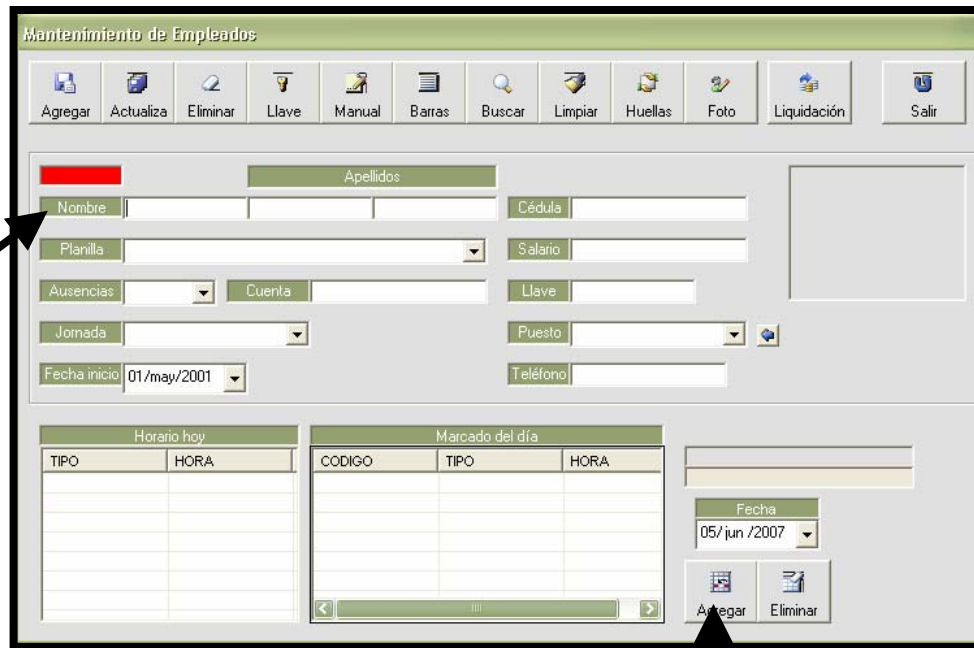 Mantenimiento de Empleados
Agregar Actualiza Eliminar Llave Manual Barras Buscar Limpiar Huellas Foto Liquidación Salir
Apellidos
Nombre Cédula
Planilla Salario
Ausencias Cuenta Llave
Jornada Puesto
Fecha inicio 01/may/2001 Teléfono
Horario hoy Marcado del día
TIPO HORA CODIGO TIPO HORA
Fecha
05/jun /2007
Agregar Eliminar